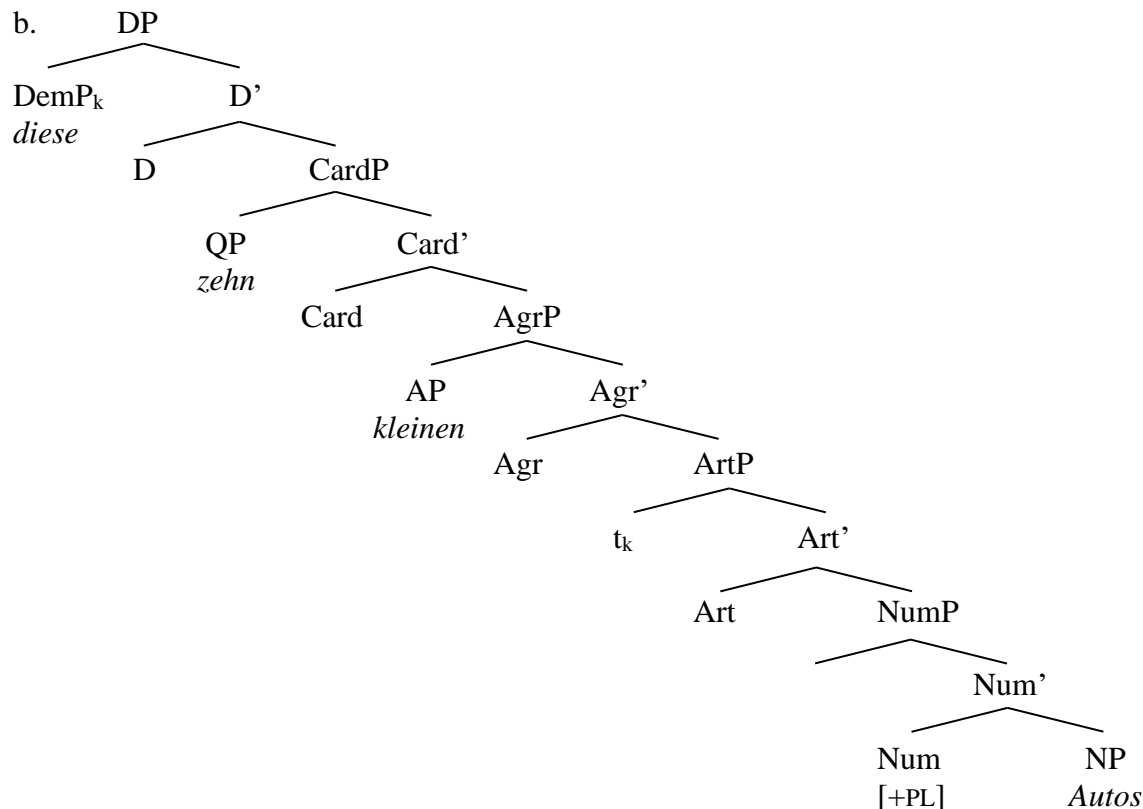 b. DP
DemPk D’
diese
D CardP
QP Card’
zehn
Card AgrP
AP Agr’
kleinen
Agr ArtP
tk Art’
Art NumP
Num’
Num NP
[+PL] Autos